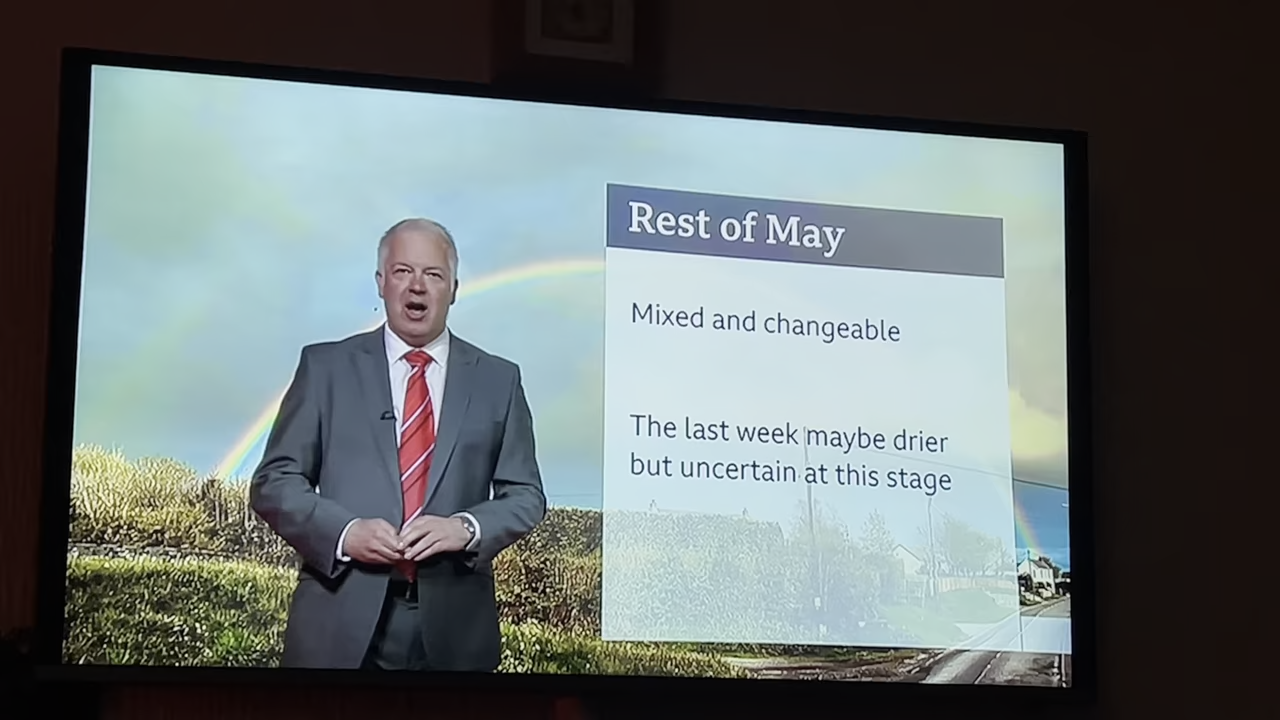 Rest of May
Mixed and changeable
The last week maybe drier
but uncertain at this stage